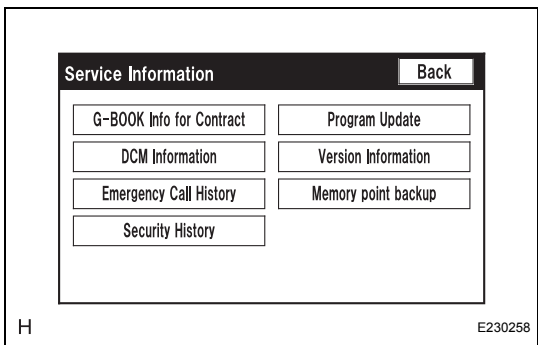 Service Information
Back
G-BOOK Info for Contract
Program Update
DCM Information
Version Information
Emergency Call History
Memory point backup
Security History
H
E230258